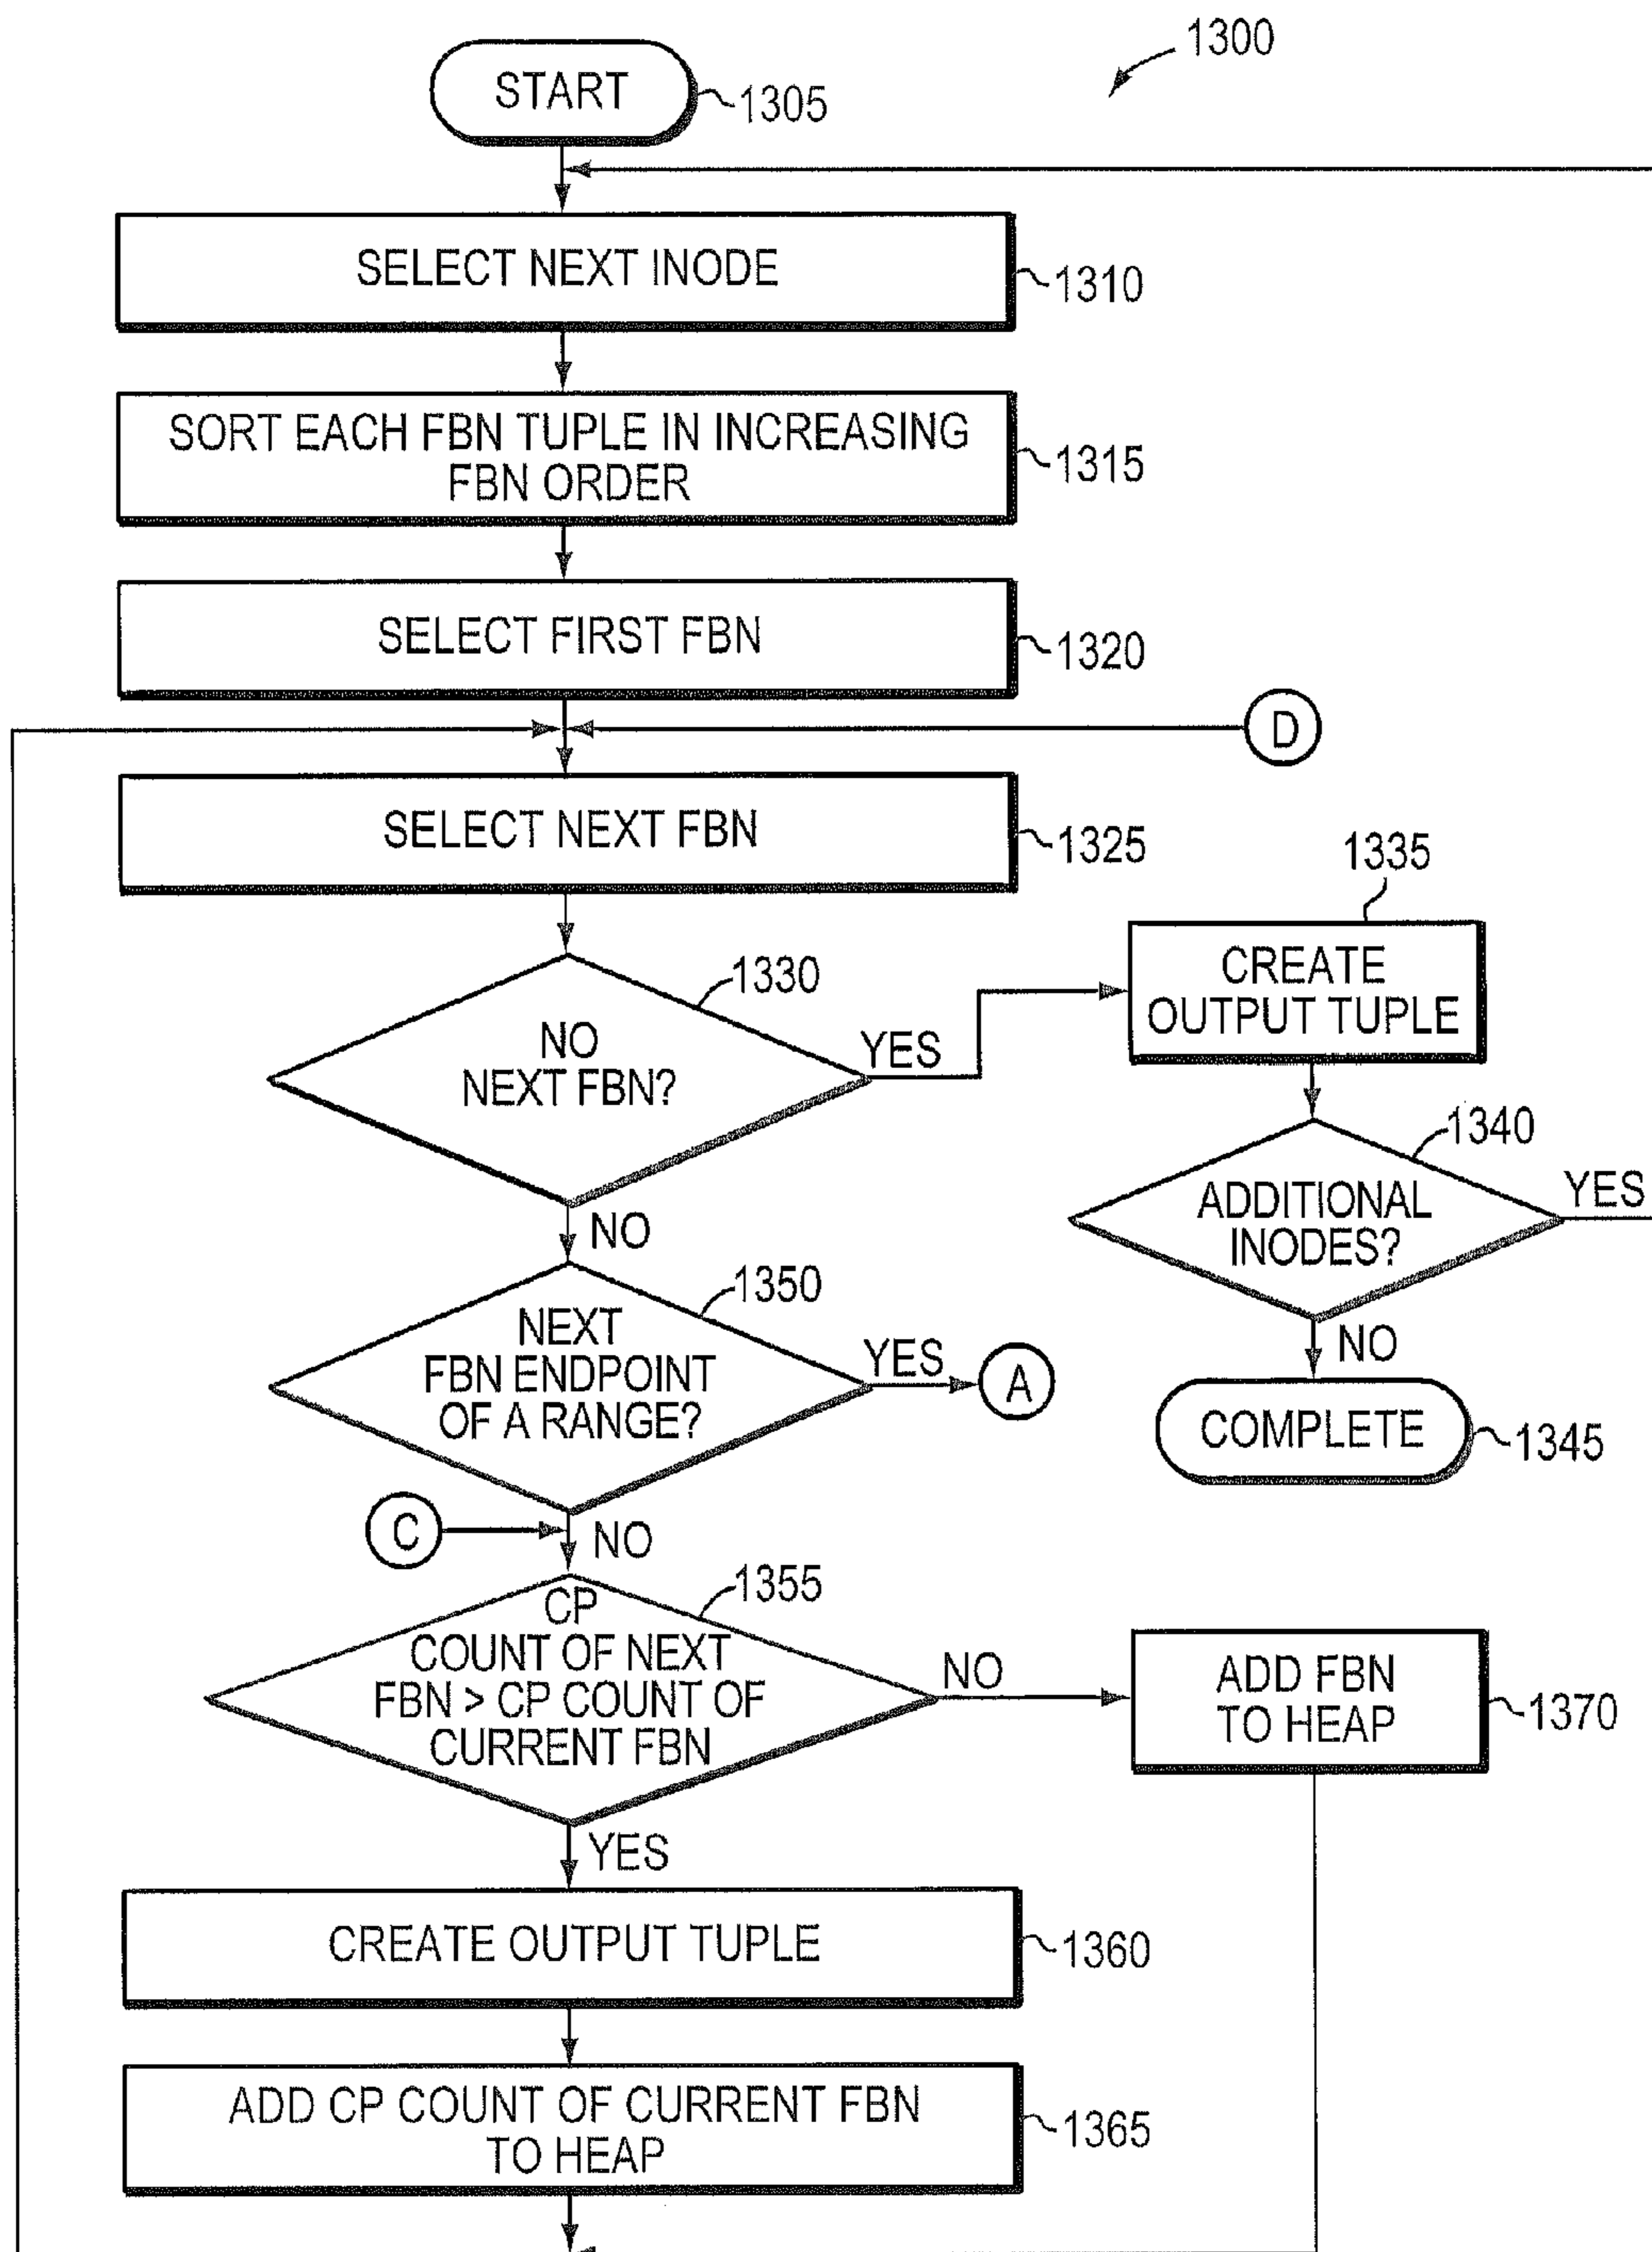 1300
START
1305
SELECT NEXT INODE
1310
SORT EACH FBN TUPLE IN INCREASING
FBN ORDER
1315
SELECT FIRST FBN
1320
D
SELECT NEXT FBN
1325
1330
NO
NEXT FBN?
YES
1335
CREATE
OUTPUT TUPLE
1340
ADDITIONAL
INODES?
YES
NO
COMPLETE
1345
NO
1350
NEXT
FBN ENDPOINT
OF A RANGE?
YES
A
C
NO
1355
CP
COUNT OF NEXT
FBN > CP COUNT OF
CURRENT FBN
NO
ADD FBN
TO HEAP
1370
YES
CREATE OUTPUT TUPLE
1360
ADD CP COUNT OF CURRENT FBN
TO HEAP
1365